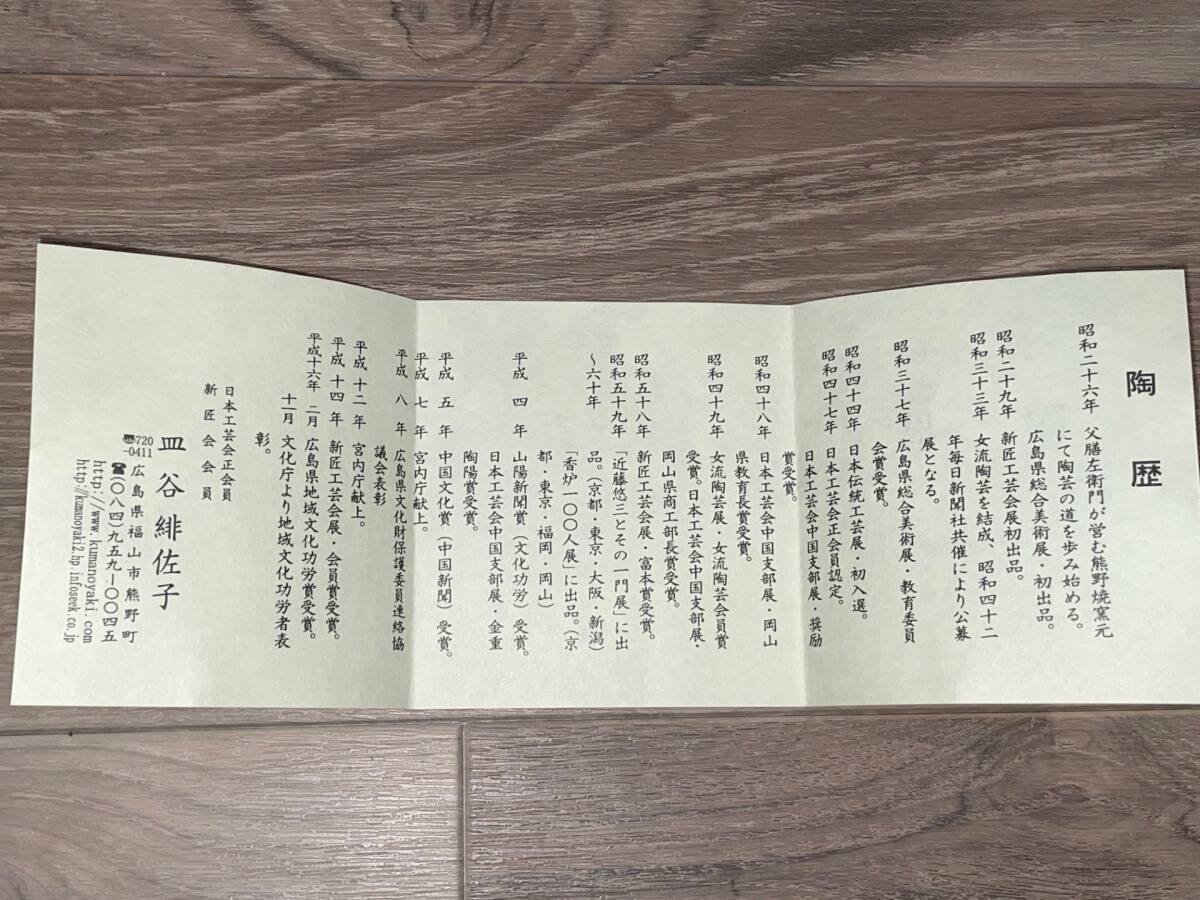 陶歴
昭和二十六年 父膳左衛門が営む熊野焼窯元
にて陶芸の道を歩み始める。
広島県総合美術展・初出品。
昭和二十九年 新匠工芸会展初出品。
昭和三十三年 女流陶芸を結成、昭和四十二
年毎日新聞社共催により公募
展となる。
昭和三十七年 広島県総合美術展・教育委員
会賞受賞。
昭和四十四年 日本伝統工芸展・初入選。
昭和四十七年 日本工芸会正会員認定。
日本工芸会中国支部展・奨励
賞受賞。
昭和四十八年 日本工芸会中国支部展・岡山
県教育長賞受賞。
昭和四十九年 女流陶芸展・女流陶芸会員賞
受賞。日本工芸会中国支部展・
岡山県商工部長賞受賞。
昭和五十八年 新匠工芸会展・富本賞受賞。
昭和五十九年 「近藤悠三とその一門展」に出
～六十年 品。(京都・東京・大阪・新潟)
「香炉一〇〇人展」に出品。(京
都・東京・福岡・岡山)
平成四年 山陽新聞賞(文化功労)受賞。
日本工芸会中国支部展・金重
陶陽賞受賞。
平成五年 中国文化賞(中国新聞)受賞。
平成七年 宮内庁献上。
平成八年 広島県文化財保護委員連絡協
議会表彰
平成十二年 宮内庁献上。
平成十四年 新匠工芸会展・会員賞受賞。
平成十六年 二月 広島県地域文化功労賞受賞。
十一月 文化庁より地域文化功労者表
彰。
日本工芸会正会員
新匠会会員
皿谷緋佐子
〠720-0411 広島県福山市熊野町
☎(〇八四)九五九ー〇〇四五
http://www.kumanoyaki.com
http://kumanoyaki2.hp.infoseek.co.jp